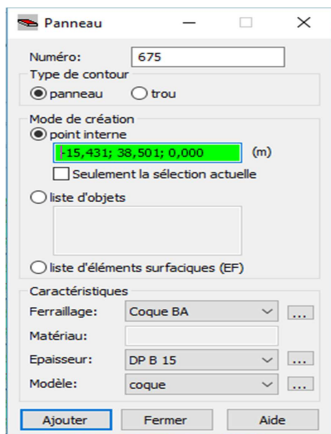 Panneau
Numéro: 675
Type de contour
panneau trou
Mode de création
point interne
-15,431; 38,501; 0,000 (m)
Seulement la sélection actuelle
liste d'objets
liste d'éléments surfaciques (EF)
Caractéristiques
Ferraillage: Coque BA ...
Matériau:
Epaisseur: DP B 15 ...
Modèle: coque ...
Ajouter Fermer Aide